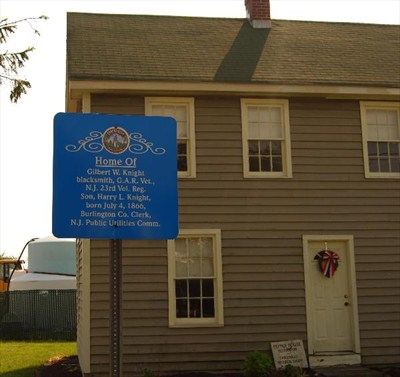 Home Of
Gilbert W. Knight
blacksmith, G.A.R. Vet.,
N.J. 23rd Vol. Reg.
Son, Harry L. Knight,
born July 4, 1866,
Burlington Co. Clerk,
N.J. Public Utilities Comm.